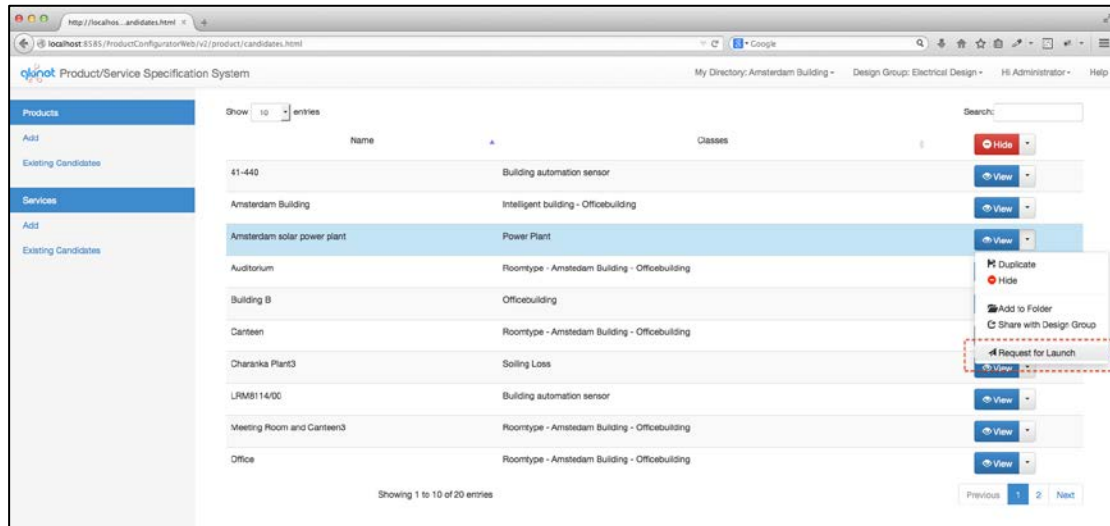 http://localhos...andidates.html
localhost:8585/ProductConfiguratorWeb/v2/product/candidates.html
Google
glonet Product/Service Specification System
My Directory: Amsterdam Building
Design Group: Electrical Design
Hi Administrator
Help
Products
Add
Existing Candidates
Services
Add
Existing Candidates
Show 10 entries
Search:
Name Classes Hide
41-440 Building automation sensor View
Amsterdam Building Intelligent building - Officebuilding View
Amsterdam solar power plant Power Plant View
Auditorium Roomtype - Amstedam Building - Officebuilding
Building B Officebuilding
Canteen Roomtype - Amstedam Building - Officebuilding
Charanka Plant3 Soiling Loss View
LRM8114/00 Building automation sensor View
Meeting Room and Canteen3 Roomtype - Amstedam Building - Officebuilding View
Office Roomtype - Amstedam Building - Officebuilding View
Duplicate
Hide
Add to Folder
Share with Design Group
Request for Launch
Showing 1 to 10 of 20 entries
Previous 1 2 Next